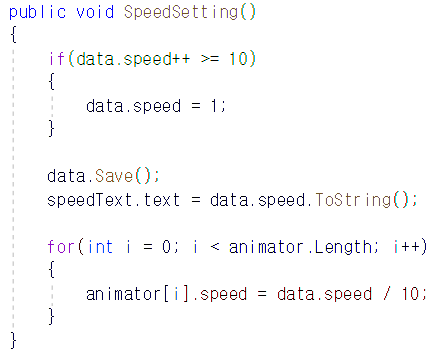 public void SpeedSetting()
{
if(data.speed++ >= 10)
{
data.speed = 1;
}
data.Save();
speedText.text = data.speed.ToString();
for(int i = 0; i < animator.Length; i++)
{
animator[i].speed = data.speed / 10;
}
}